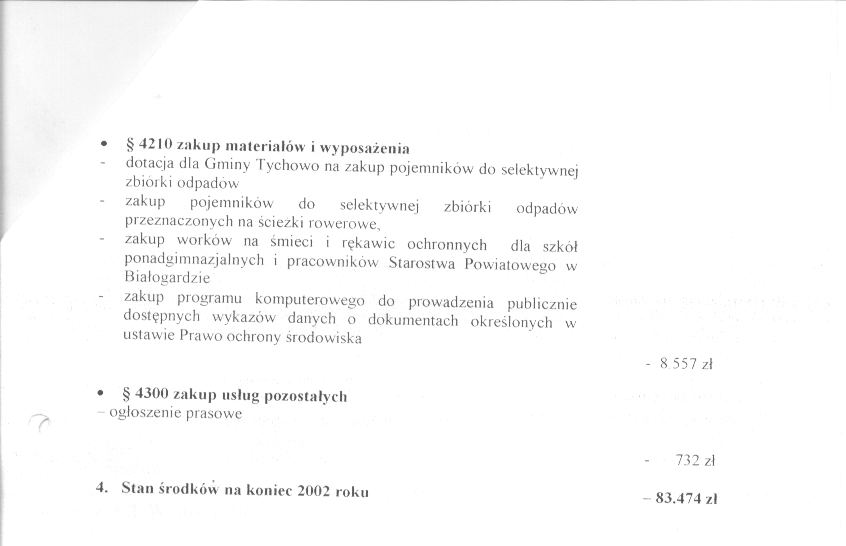 • § 4210 zakup materiałów i wyposażenia
- dotacja dla Gminy Tychowo na zakup pojemników do selektywnej
zbiórki odpadów
- zakup pojemników do selektywnej zbiórki odpadów
przeznaczonych na ścieżki rowerowe,
- zakup worków na śmieci i rękawic ochronnych dla szkół
ponadgimnazjalnych i pracowników Starostwa Powiatowego w
Białogardzie
- zakup programu komputerowego do prowadzenia publicznie
dostępnych wykazów danych o dokumentach określonych w
ustawie Prawo ochrony środowiska
- 8 557 zł
• § 4300 zakup usług pozostałych
– ogłoszenie prasowe
- 732 zł
4. Stan środków na koniec 2002 roku – 83.474 zł